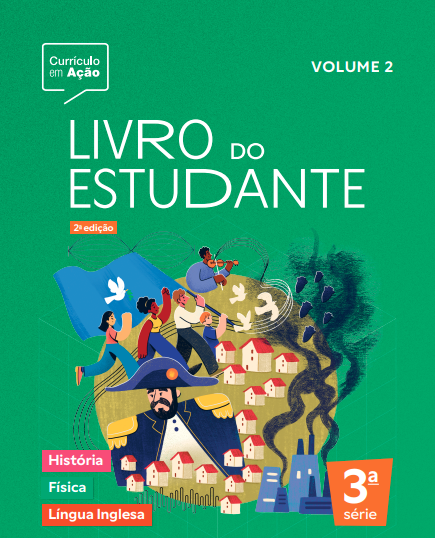 Currículo
em Ação
VOLUME 2
LIVRO DO
ESTUDANTE
2ª edição
História
Física
Língua Inglesa
3ª
série